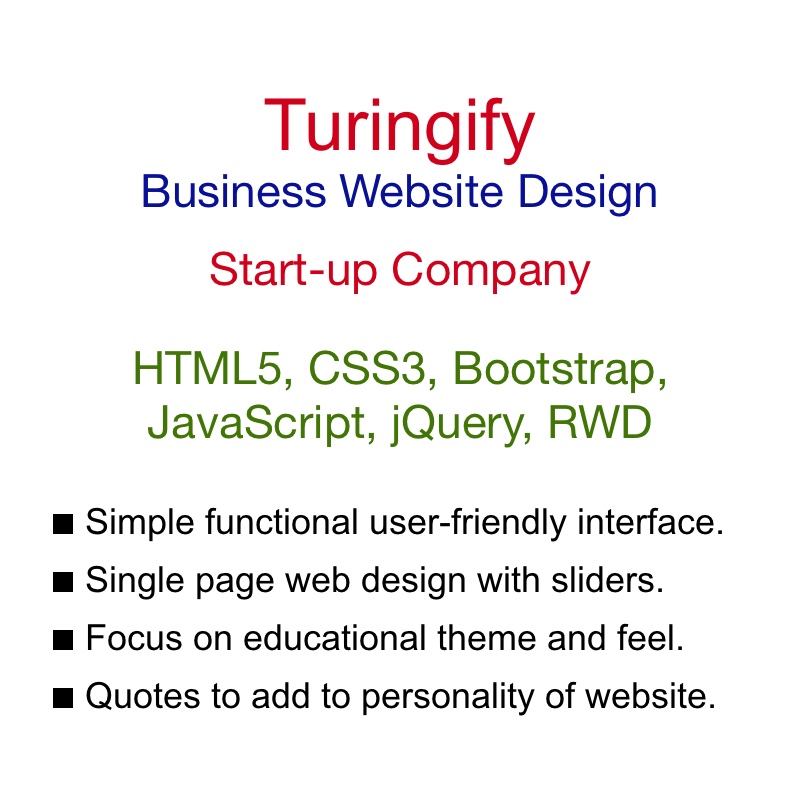 Turingify
Business Website Design
Start-up Company
HTML5, CSS3, Bootstrap,
JavaScript, jQuery, RWD
■ Simple functional user-friendly interface.
■ Single page web design with sliders.
■ Focus on educational theme and feel.
■ Quotes to add to personality of website.